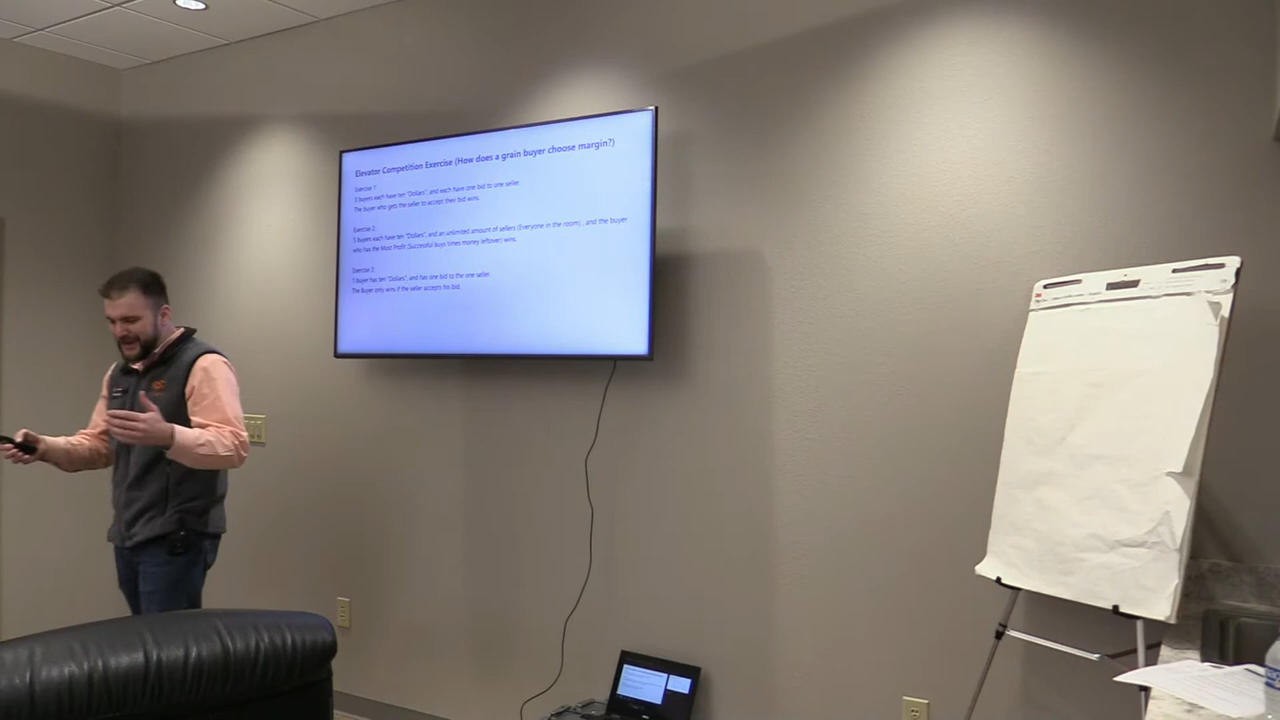 Elevator Competition Exercise (How does a grain buyer choose margin?)
Exercise 1:
5 buyers each have ten "Dollars", and each have one bid to one seller.
The buyer who gets the seller to accept their bid wins.
Exercise 2:
5 Buyers each have ten "Dollars", and an unlimited amount of sellers (Everyone in the room) , and the buyer
who has the Most Profit (Successful buys times money leftover) wins.
Exercise 3:
1 Buyer has ten "Dollars", and has one bid to the one seller.
The Buyer only wins if the seller accepts his bid.
3M